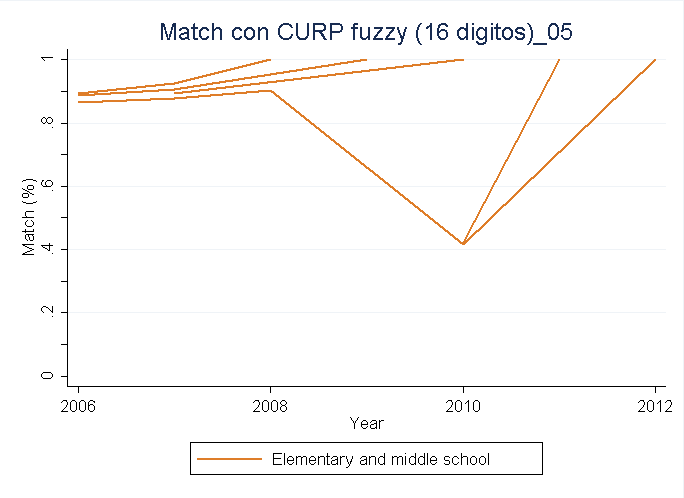 Match con CURP fuzzy (16 digitos)_05
Match (%)
1
.8
.6
.4
.2
0
2006 2008 2010 2012
Year
Elementary and middle school